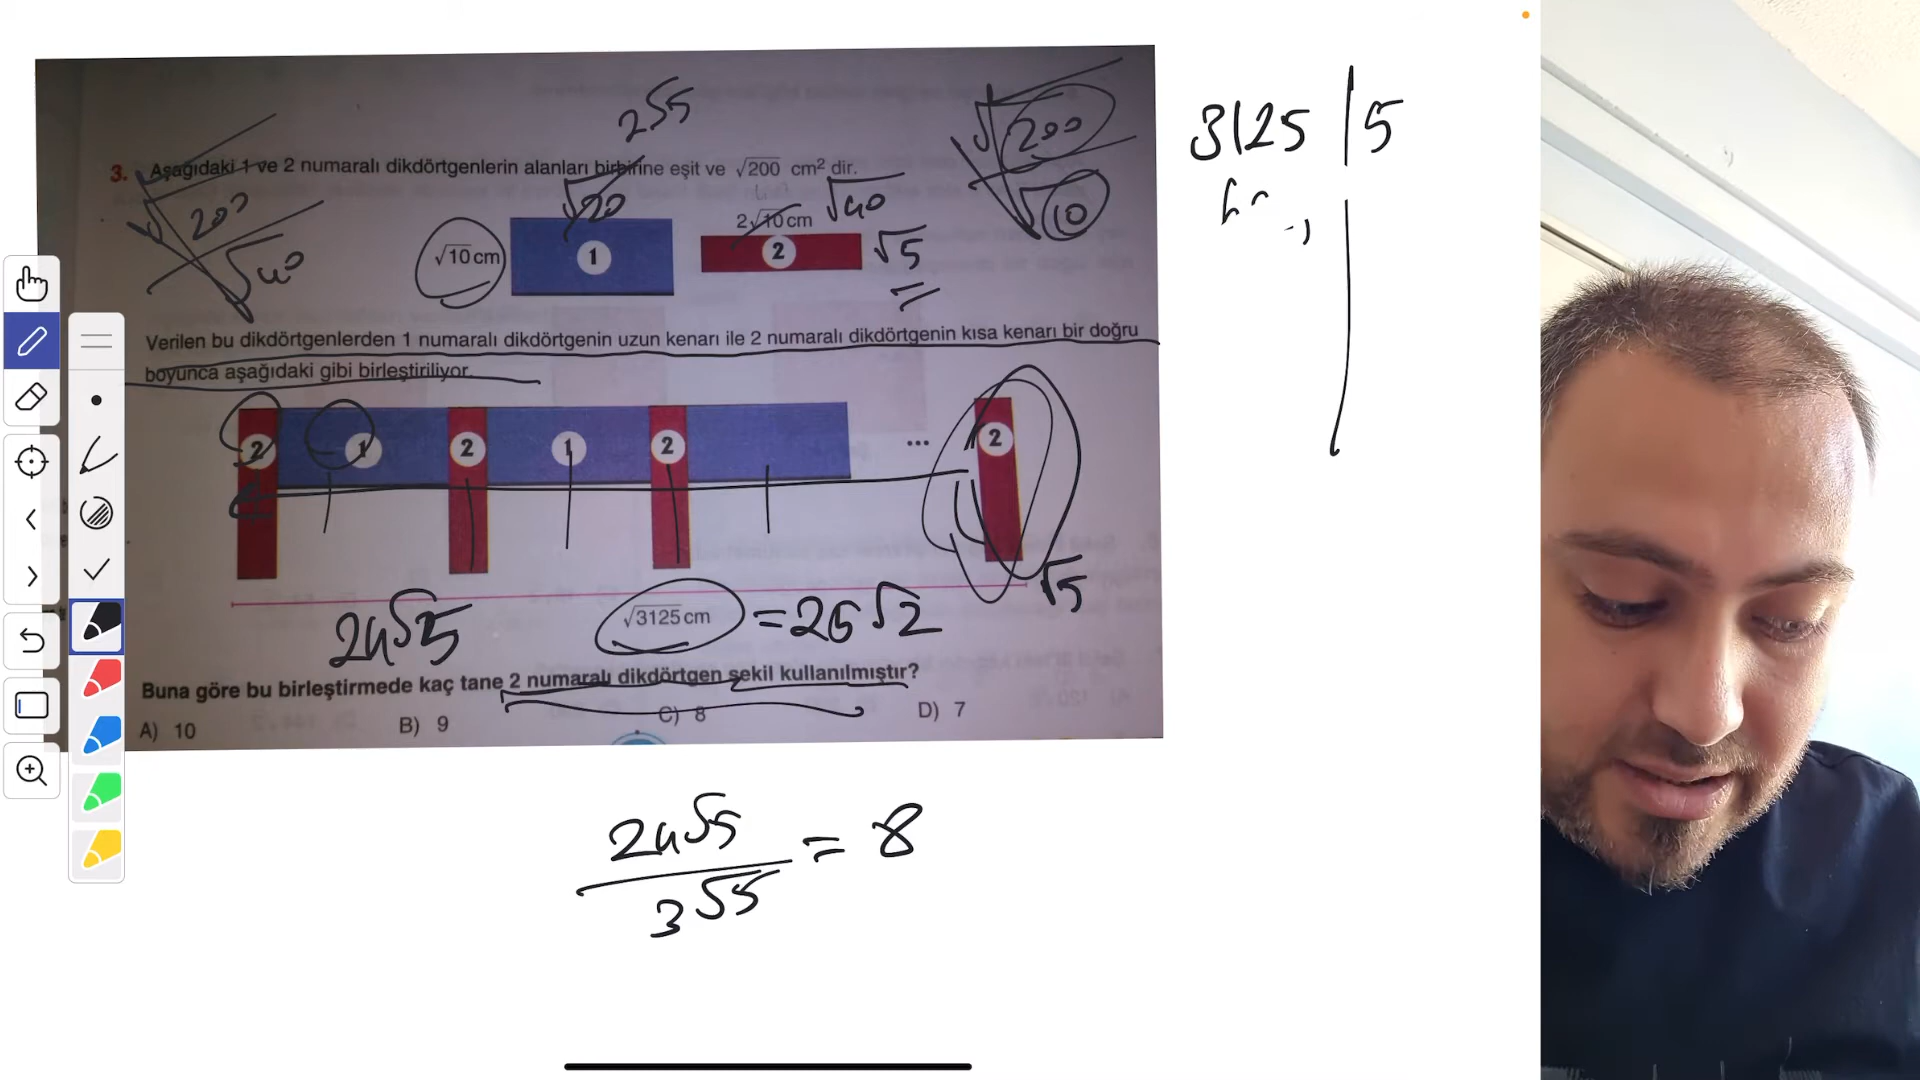 3. Aşağıdaki 1 ve 2 numaralı dikdörtgenlerin alanları birbirine eşit ve √200 cm² dir.
2√5
√20
√200
√40
√200
√10
√10 cm
1
2√10 cm
√40
2
√5
Verilen bu dikdörtgenlerden 1 numaralı dikdörtgenin uzun kenarı ile 2 numaralı dikdörtgenin kısa kenarı bir doğru
boyunca aşağıdaki gibi birleştiriliyor.
2 1 2 1 2 ... 2
√5
24√5
√3125 cm = 25√2
Buna göre bu birleştirmede kaç tane 2 numaralı dikdörtgen şekil kullanılmıştır?
A) 10 B) 9 C) 8 D) 7
3125 | 5
24√5
3√5
= 8